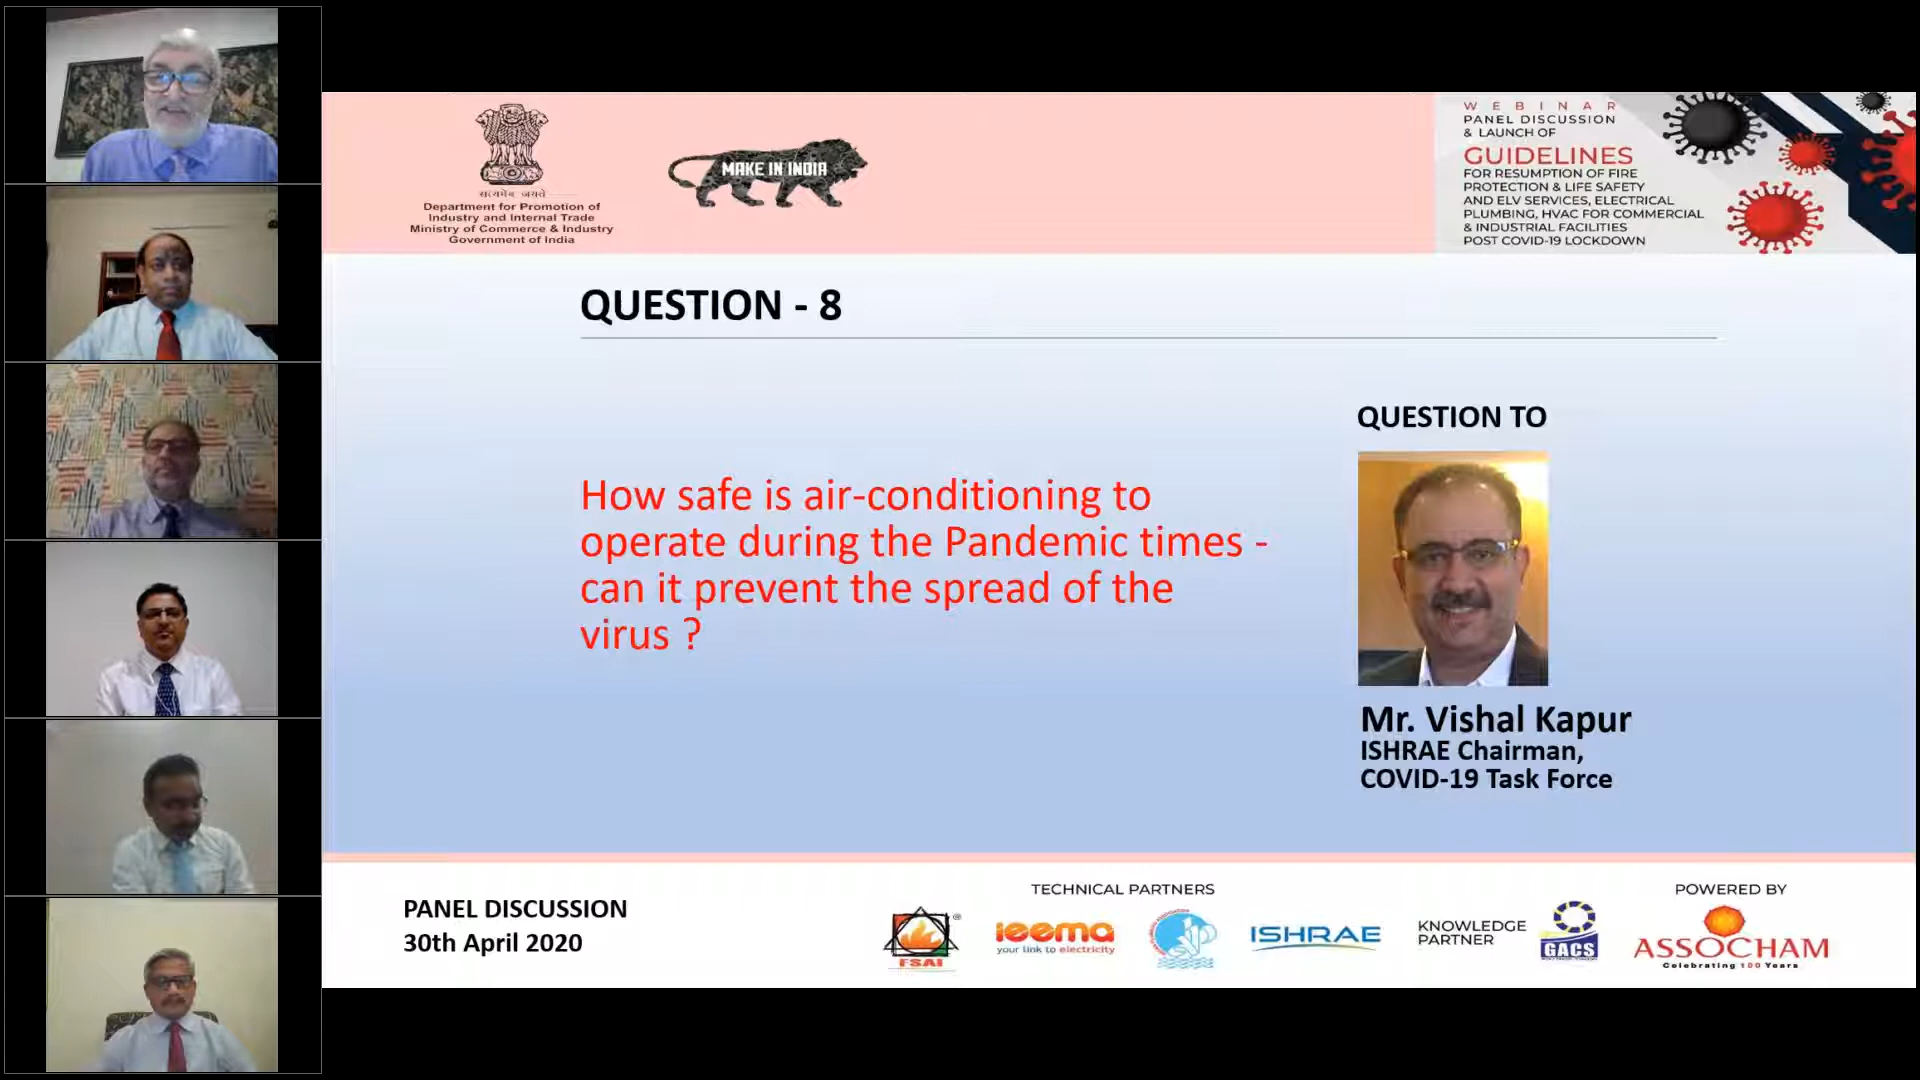 सत्यमेव जयते
Department for Promotion of
Industry and Internal Trade
Ministry of Commerce & Industry
Government of India
MAKE IN INDIA
WEBINAR
PANEL DISCUSSION
& LAUNCH OF
GUIDELINES
FOR RESUMPTION OF FIRE
PROTECTION & LIFE SAFETY
AND ELV SERVICES, ELECTRICAL
PLUMBING, HVAC FOR COMMERCIAL
& INDUSTRIAL FACILITIES
POST COVID-19 LOCKDOWN
QUESTION - 8
How safe is air-conditioning to
operate during the Pandemic times -
can it prevent the spread of the
virus ?
QUESTION TO
Mr. Vishal Kapur
ISHRAE Chairman,
COVID-19 Task Force
PANEL DISCUSSION
30th April 2020
TECHNICAL PARTNERS
FSAI
ieema
your link to electricity
ISHRAE
KNOWLEDGE
PARTNER
GACS
POWERED BY
ASSOCHAM
Celebrating 100 Years